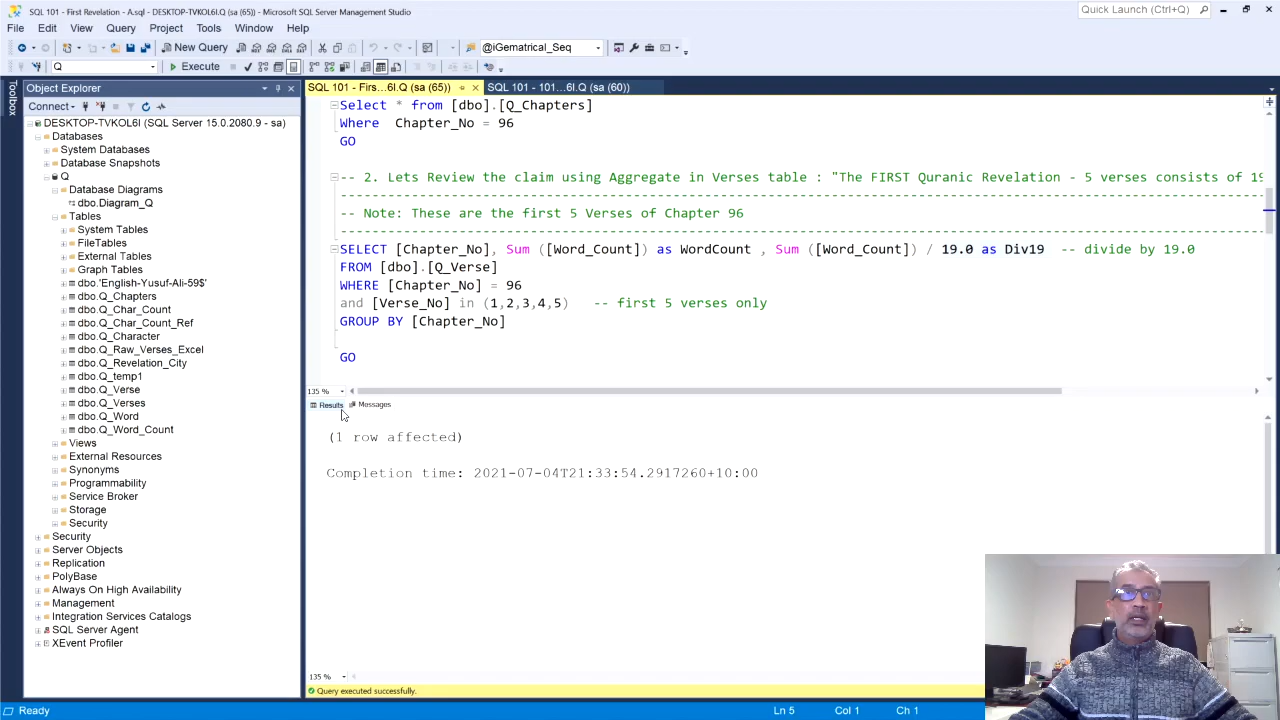 SQL 101 - First Revelation - A.sql - DESKTOP-TVKOL6I.Q (sa (65)) - Microsoft SQL Server Management Studio
Quick Launch (Ctrl+Q)
File Edit View Query Project Tools Window Help
New Query @iGematrical_Seq
Q Execute
Toolbox
Object Explorer
Connect
DESKTOP-TVKOL6I (SQL Server 15.0.2080.9 - sa)
Databases
System Databases
Database Snapshots
Q
Database Diagrams
dbo.Diagram_Q
Tables
System Tables
FileTables
External Tables
Graph Tables
dbo.'English-Yusuf-Ali-59$'
dbo.Q_Chapters
dbo.Q_Char_Count
dbo.Q_Char_Count_Ref
dbo.Q_Character
dbo.Q_Raw_Verses_Excel
dbo.Q_Revelation_City
dbo.Q_temp1
dbo.Q_Verse
dbo.Q_Verses
dbo.Q_Word
dbo.Q_Word_Count
Views
External Resources
Synonyms
Programmability
Service Broker
Storage
Security
Security
Server Objects
Replication
PolyBase
Always On High Availability
Management
Integration Services Catalogs
SQL Server Agent
XEvent Profiler
SQL 101 - Firs...6I.Q (sa (65)) SQL 101 - 101...6I.Q (sa (60))
Select * from [dbo].[Q_Chapters]
Where Chapter_No = 96
GO
-- 2. Lets Review the claim using Aggregate in Verses table : "The FIRST Quranic Revelation - 5 verses consists of 19
-- Note: These are the first 5 Verses of Chapter 96
SELECT [Chapter_No], Sum ([Word_Count]) as WordCount , Sum ([Word_Count]) / 19.0 as Div19 -- divide by 19.0
FROM [dbo].[Q_Verse]
WHERE [Chapter_No] = 96
and [Verse_No] in (1,2,3,4,5) -- first 5 verses only
GROUP BY [Chapter_No]
GO
135 %
Results Messages
(1 row affected)
Completion time: 2021-07-04T21:33:54.2917260+10:00
135 %
Query executed successfully.
Ready Ln 5 Col 1 Ch 1